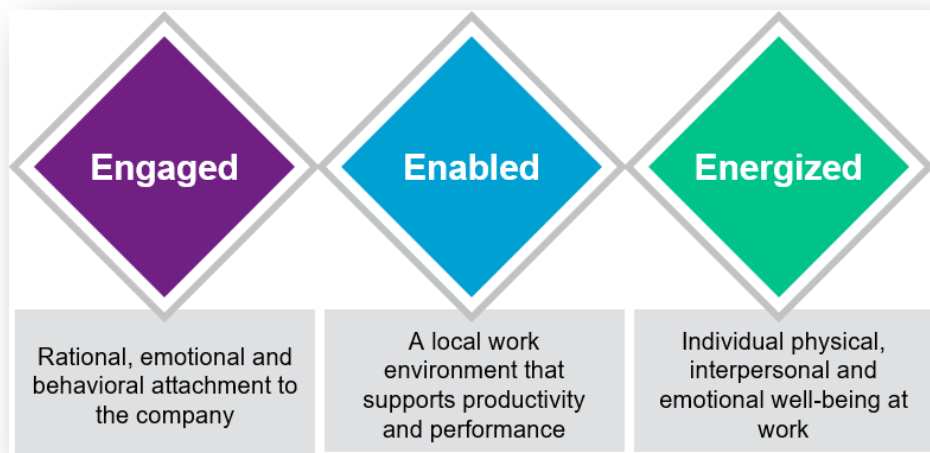 Engaged
Enabled
Energized
Rational, emotional and
behavioral attachment to
the company
A local work
environment that
supports productivity
and performance
Individual physical,
interpersonal and
emotional well-being at
work